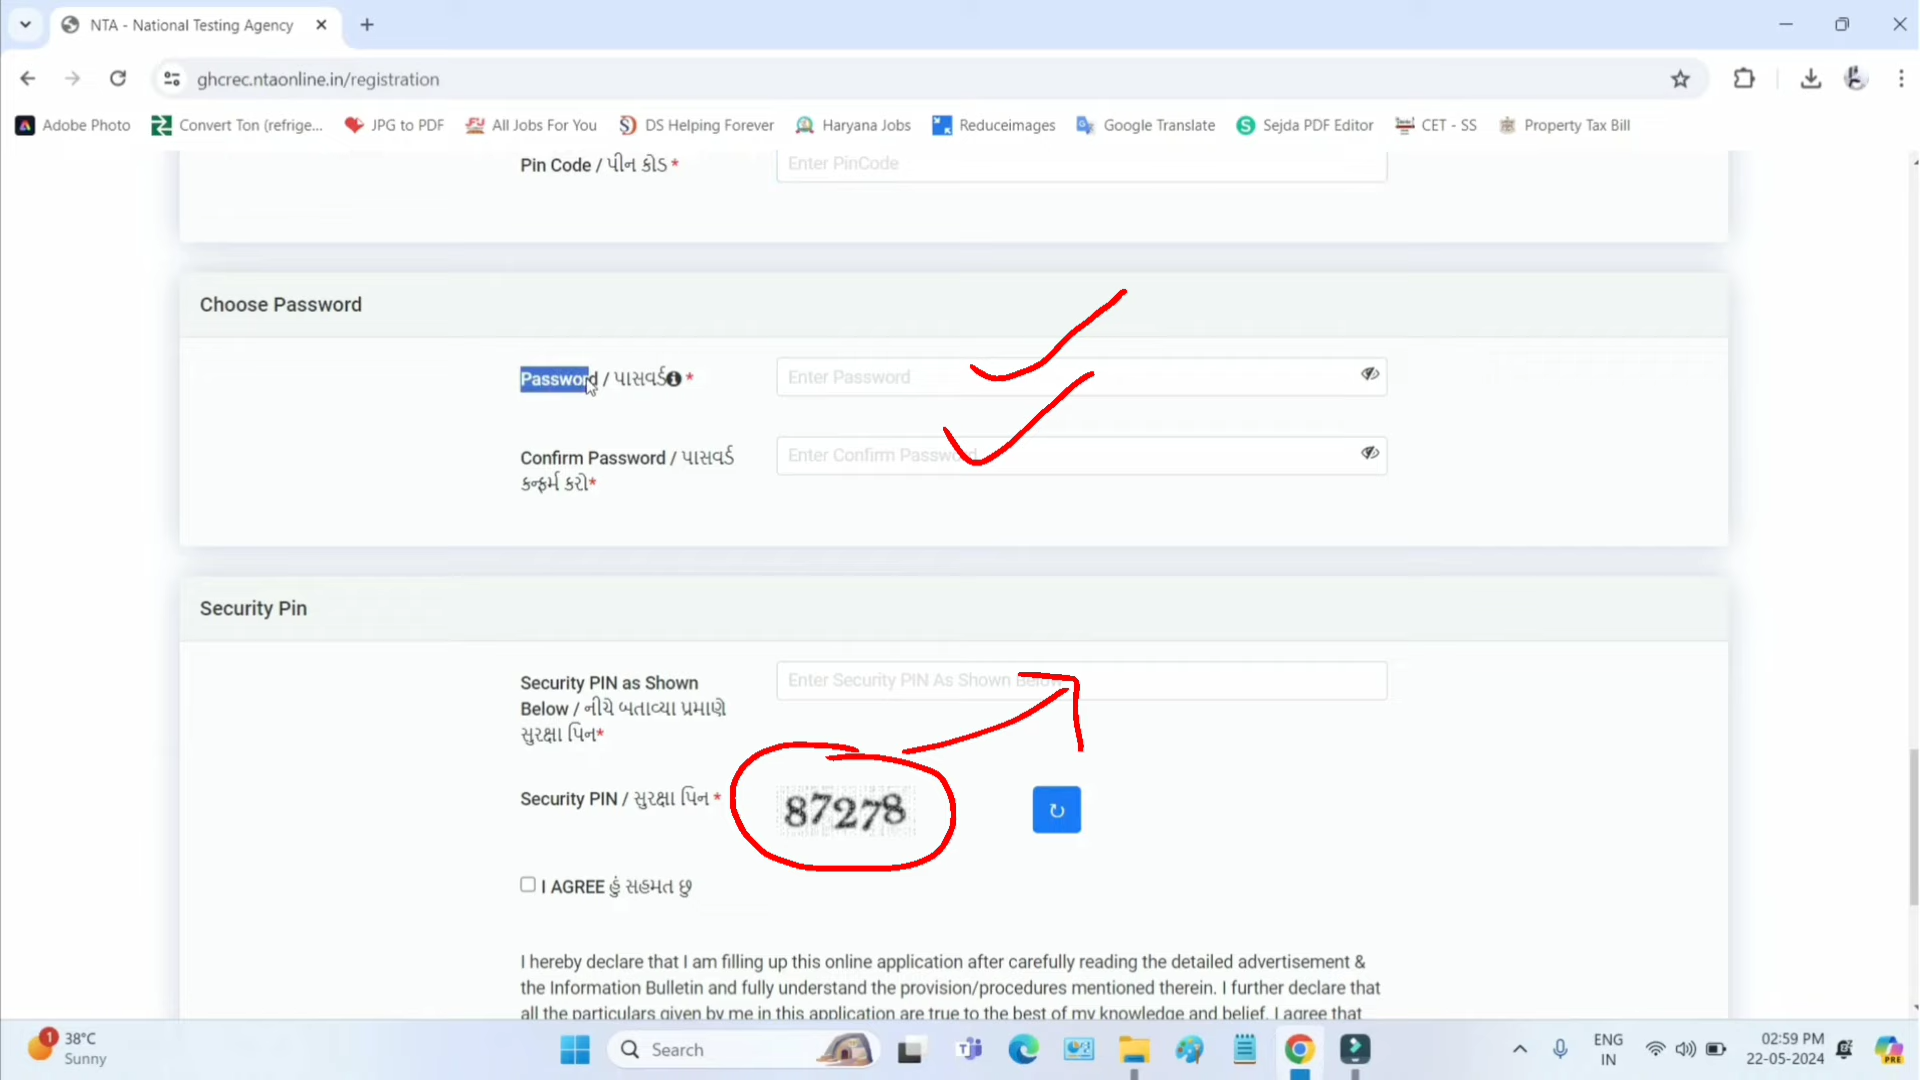 NTA - National Testing Agency
ghcrec.ntaonline.in/registration
Adobe Photo
Convert Ton (refrige...
JPG to PDF
All Jobs For You
DS Helping Forever
Haryana Jobs
Reduceimages
Google Translate
Sejda PDF Editor
CET - SS
Property Tax Bill
Pin Code / પીન કોડ *
Enter PinCode
Choose Password
Password / પાસવર્ડ *
Enter Password
Confirm Password / પાસવર્ડ
કન્ફર્મ કરો*
Enter Confirm Password
Security Pin
Security PIN as Shown
Below / નીચે બતાવ્યા પ્રમાણે
સુરક્ષા પિન*
Enter Security PIN As Shown Below
Security PIN / સુરક્ષા પિન *
87278
I AGREE હું સહમત છુ
I hereby declare that I am filling up this online application after carefully reading the detailed advertisement &
the Information Bulletin and fully understand the provision/procedures mentioned therein. I further declare that
all the particulars given by me in this application are true to the best of my knowledge and belief. I agree that
1
38°C
Sunny
Search
ENG
IN
02:59 PM
22-05-2024
PRE